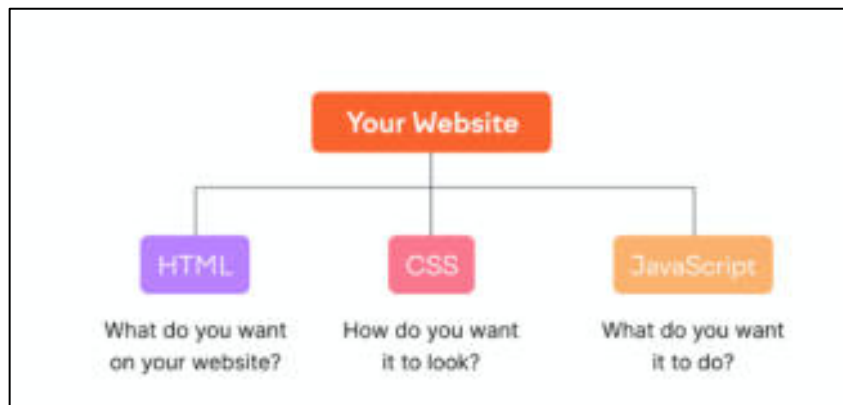 Your Website
HTML
CSS
JavaScript
What do you want
on your website?
How do you want
it to look?
What do you want
it to do?